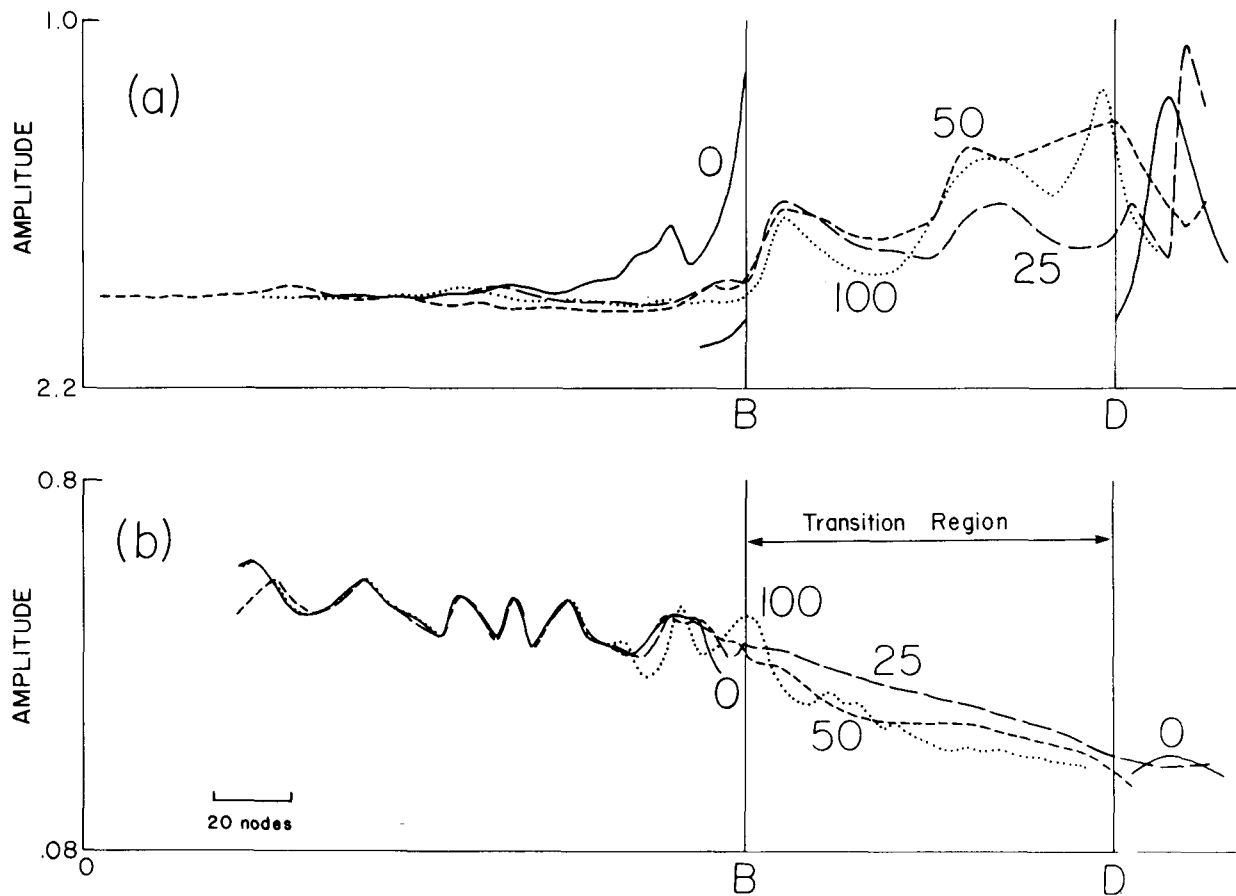 1.0
(a)
AMPLITUDE
0
50
25
100
2.2
B
D
0.8
(b)
Transition Region
AMPLITUDE
100
25
0
50
0
20 nodes
.08
0
B
D